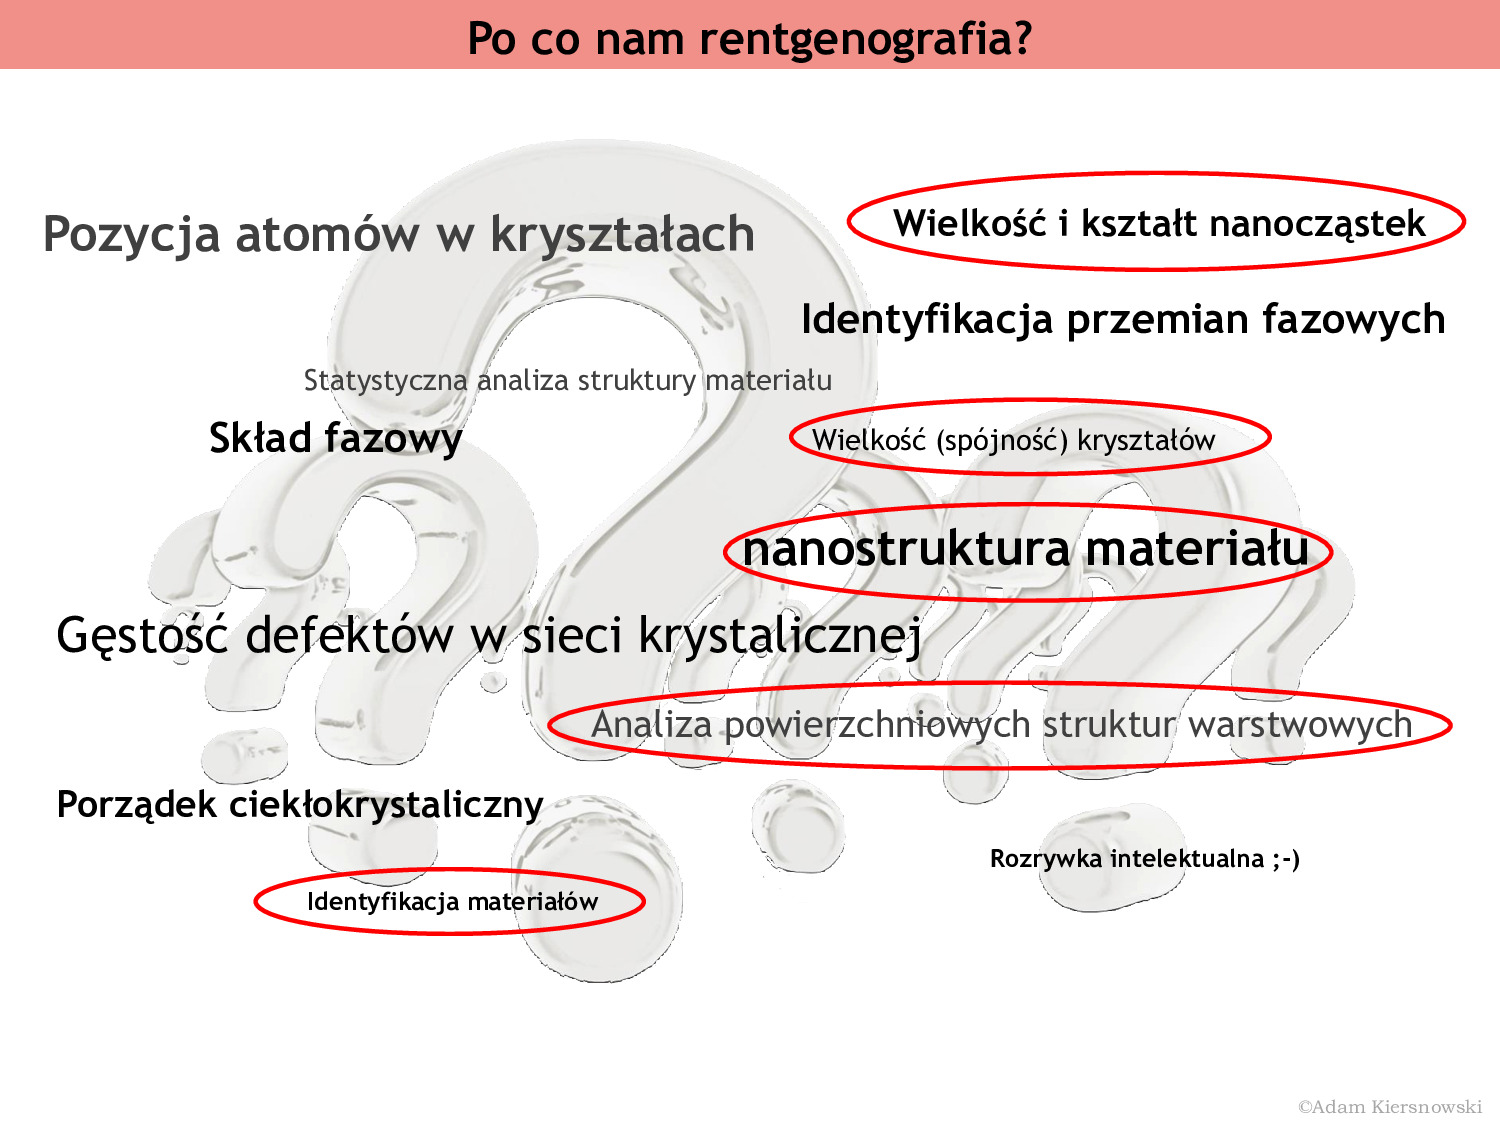 Po co nam rentgenografia?
Pozycja atomów w kryształach
Wielkość i kształt nanocząstek
Identyfikacja przemian fazowych
Statystyczna analiza struktury materiału
Skład fazowy
Wielkość (spójność) kryształów
nanostruktura materiału
Gęstość defektów w sieci krystalicznej
Analiza powierzchniowych struktur warstwowych
Porządek ciekłokrystaliczny
Rozrywka intelektualna ;-)
Identyfikacja materiałów
©Adam Kiersnowski